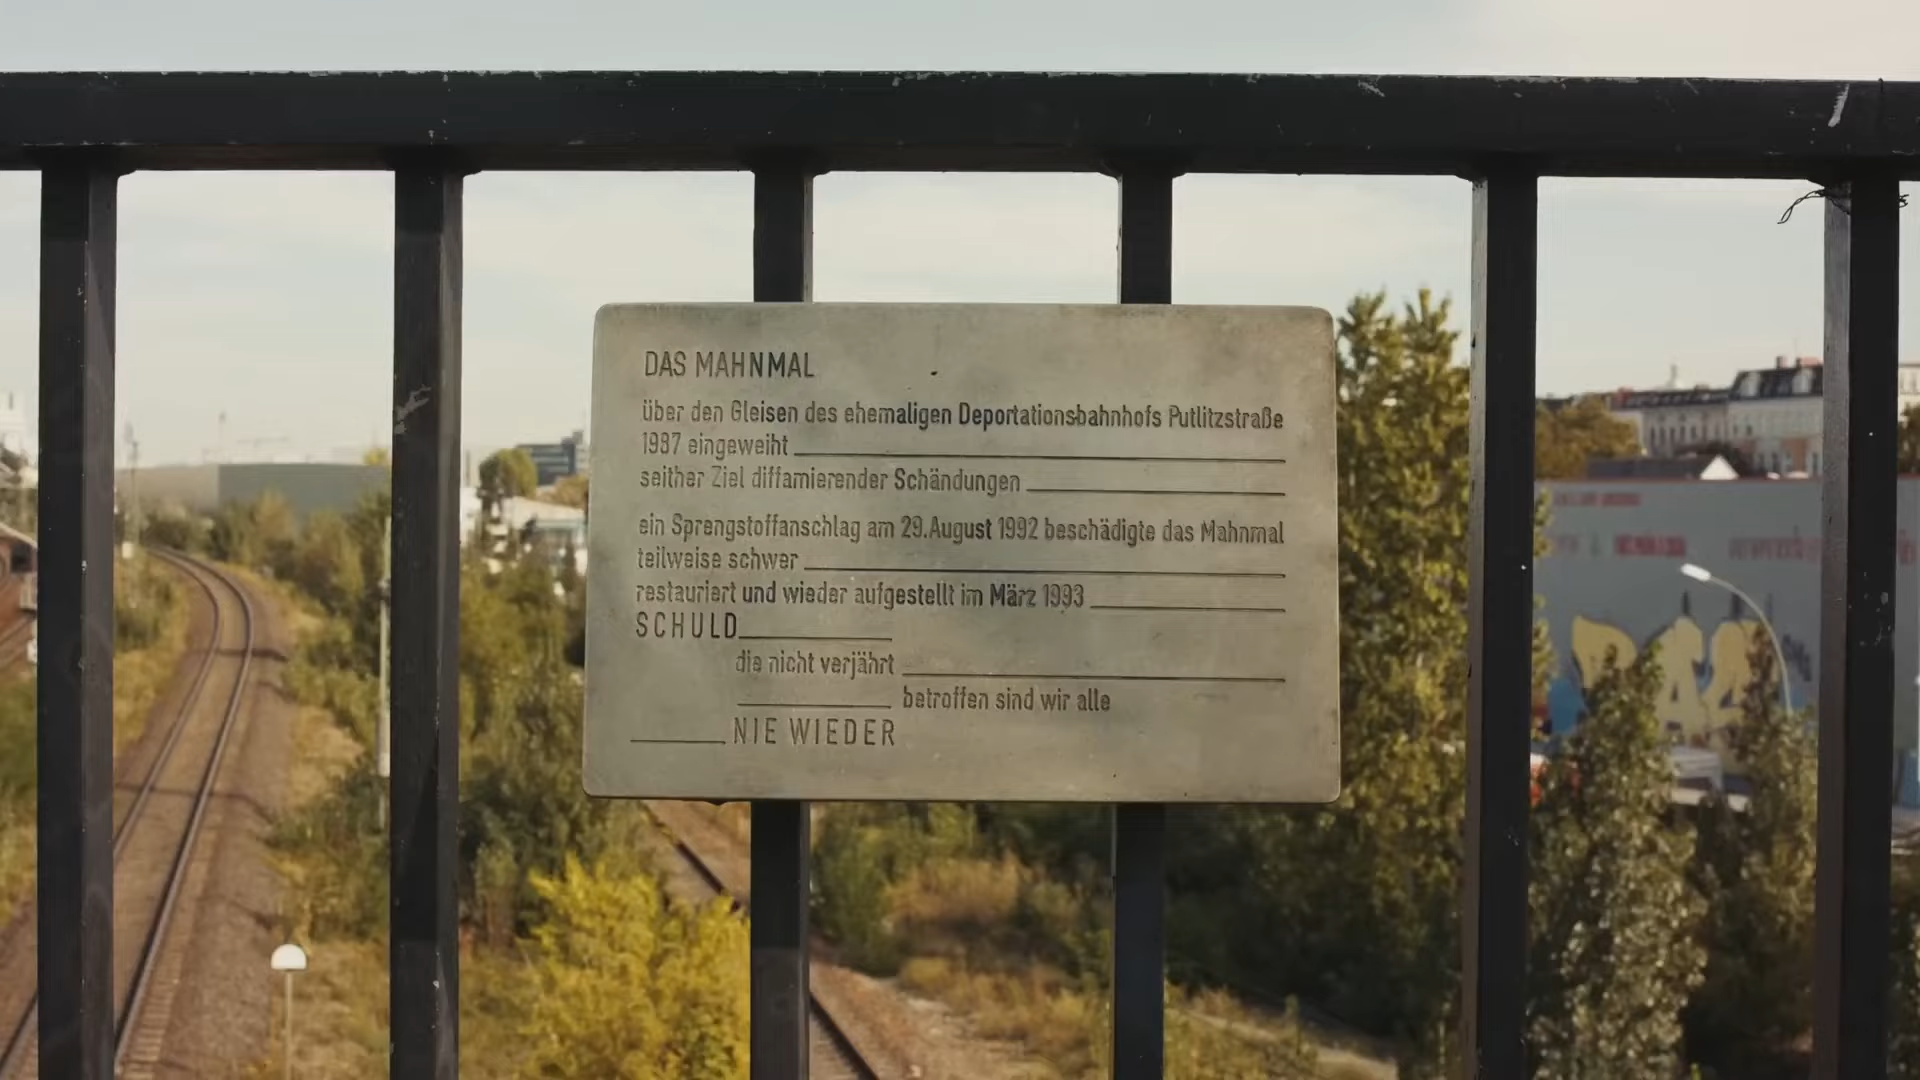 DAS MAHNMAL
über den Gleisen des ehemaligen Deportationsbahnhofs Putlitzstraße
1987 eingeweiht
seither Ziel diffamierender Schändungen
ein Sprengstoffanschlag am 29.August 1992 beschädigte das Mahnmal
teilweise schwer
restauriert und wieder aufgestellt im März 1993
SCHULD
die nicht verjährt
betroffen sind wir alle
NIE WIEDER